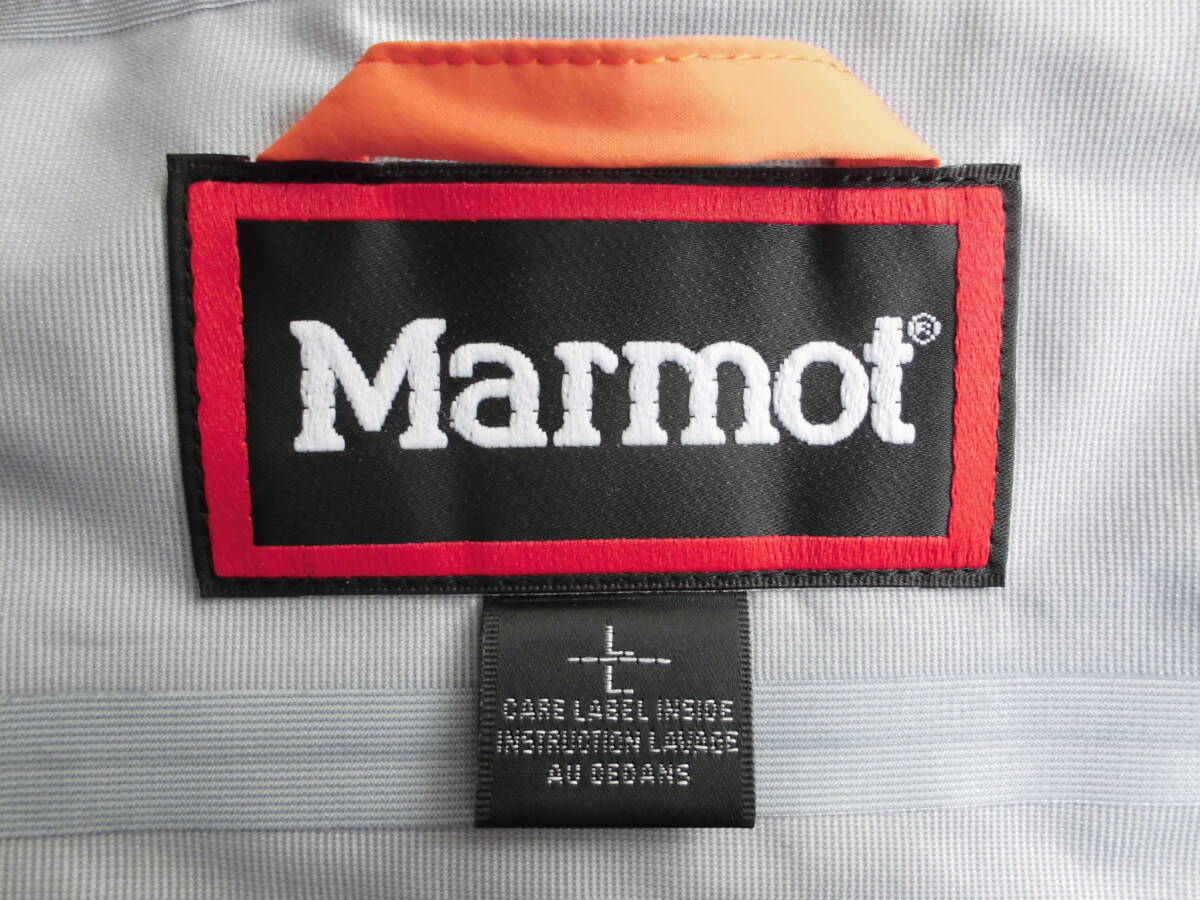 Marmot®
L
L
CARE LABEL INSIDE
INSTRUCTION LAVAGE
AU DEDANS